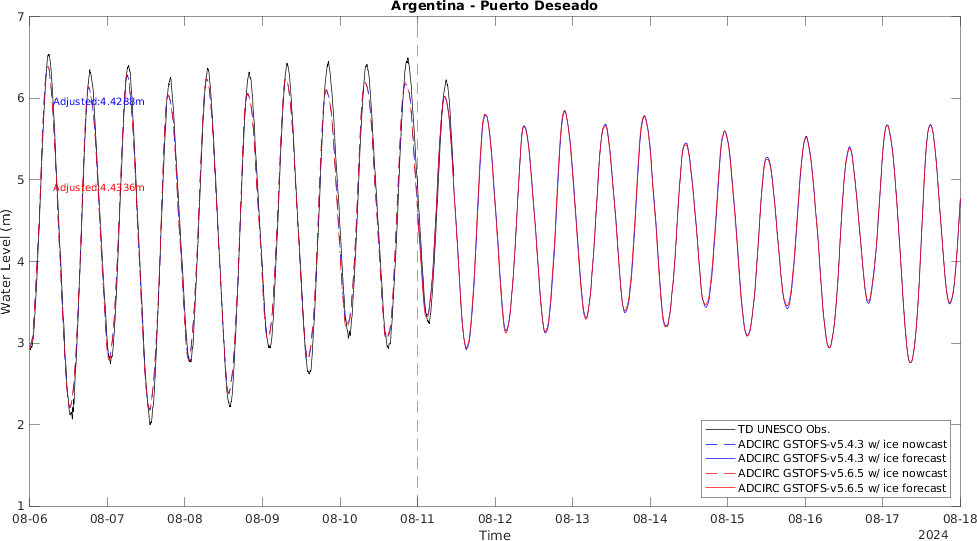 Argentina - Puerto Deseado
7
6
5
4
3
2
1
Water Level (m)
Adjusted:4.4288m
Adjusted:4.4336m
TD UNESCO Obs.
ADCIRC GSTOFS-v5.4.3 w/ ice nowcast
ADCIRC GSTOFS-v5.4.3 w/ ice forecast
ADCIRC GSTOFS-v5.6.5 w/ ice nowcast
ADCIRC GSTOFS-v5.6.5 w/ ice forecast
08-06 08-07 08-08 08-09 08-10 08-11 08-12 08-13 08-14 08-15 08-16 08-17 08-18
Time
2024